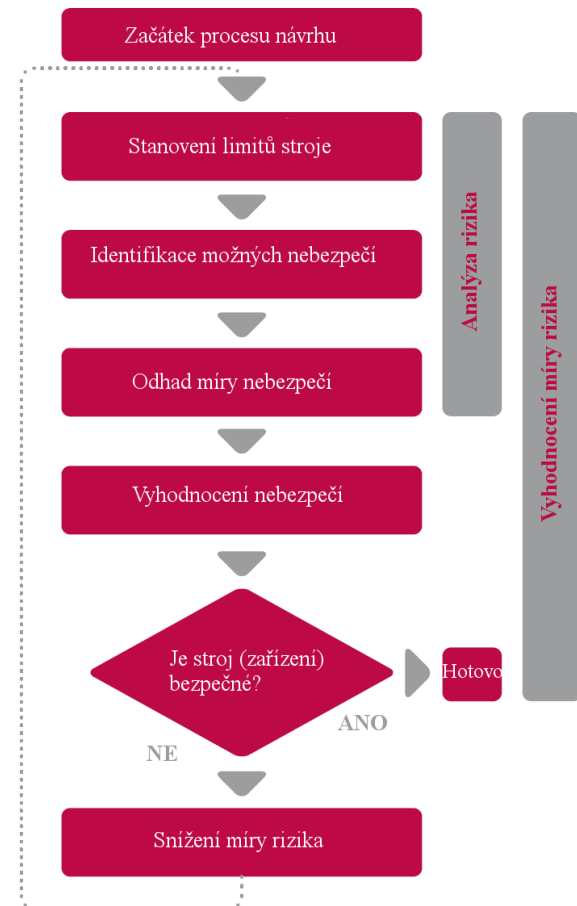 Začátek procesu návrhu
Stanovení limitů stroje
Identifikace možných nebezpečí
Odhad míry nebezpečí
Vyhodnocení nebezpečí
Je stroj (zařízení)
bezpečné?
Hotovo
ANO
NE
Snížení míry rizika
Analýza rizika
Vyhodnocení míry rizika